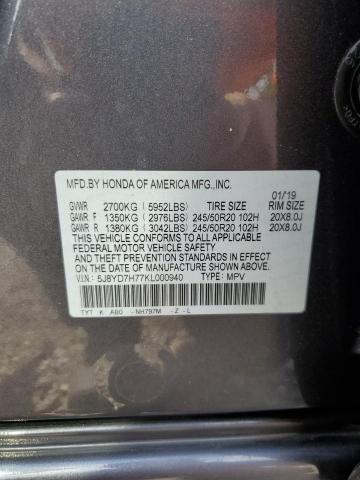 MFD.BY HONDA OF AMERICA MFG.,INC.
01/19
GVWR 2700KG (5952LBS) TIRE SIZE RIM SIZE
GAWR F 1350KG (2976LBS) 245/50R20 102H 20X8.0J
GAWR R 1380KG (3042LBS) 245/50R20 102H 20X8.0J
THIS VEHICLE CONFORMS TO ALL APPLICABLE
FEDERAL MOTOR VEHICLE SAFETY
AND THEFT PREVENTION STANDARDS IN EFFECT
ON THE DATE OF MANUFACTURE SHOWN ABOVE.
V.I.N.: 5J8YD7H77KL000940 TYPE: MPV
TYT K AB0 -NH797M -Z-L